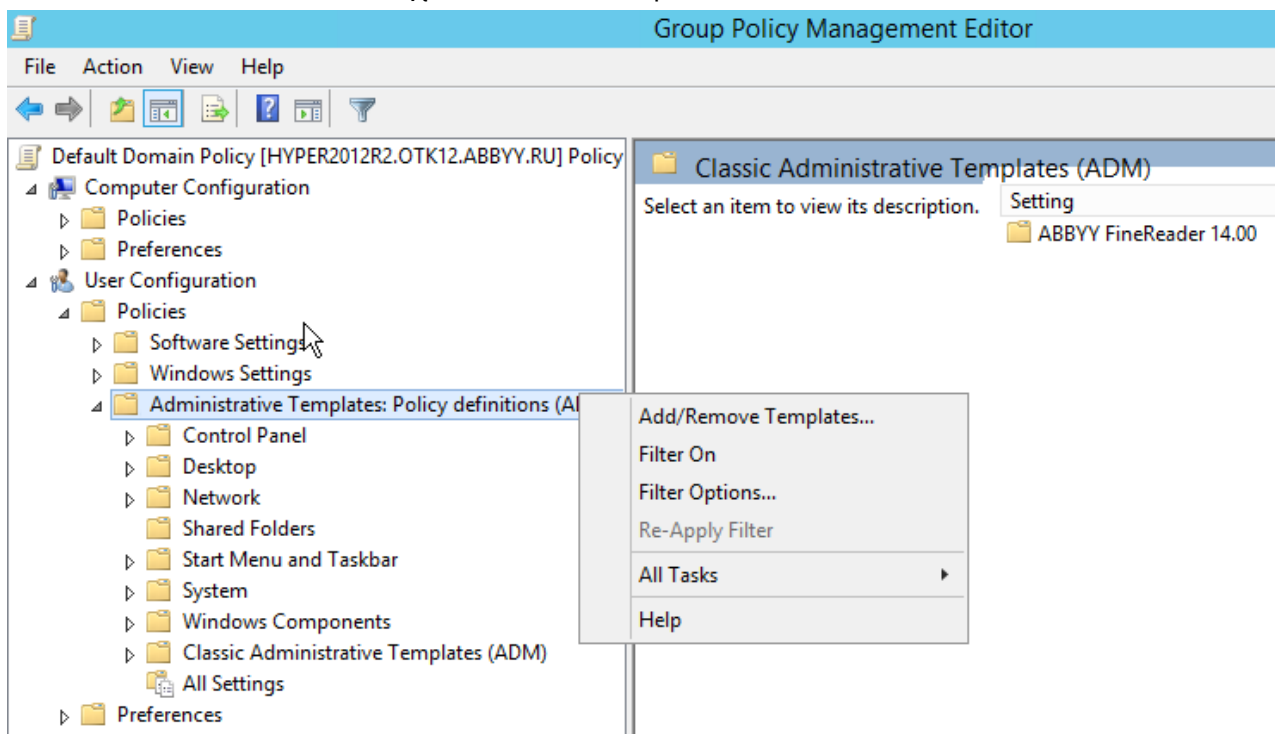 Group Policy Management Editor
File Action View Help
Default Domain Policy [HYPER2012R2.OTK12.ABBYY.RU] Policy
Computer Configuration
Policies
Preferences
User Configuration
Policies
Software Settings
Windows Settings
Administrative Templates: Policy definitions (A
Control Panel
Desktop
Network
Shared Folders
Start Menu and Taskbar
System
Windows Components
Classic Administrative Templates (ADM)
All Settings
Preferences
Classic Administrative Templates (ADM)
Select an item to view its description.
Setting
ABBYY FineReader 14.00
Add/Remove Templates...
Filter On
Filter Options...
Re-Apply Filter
All Tasks
Help